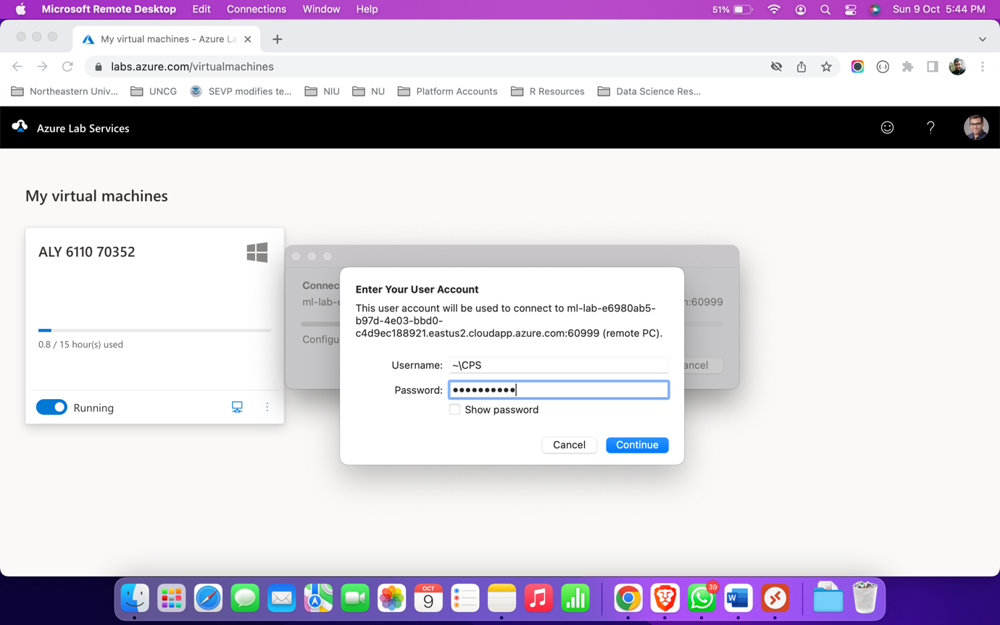 Microsoft Remote Desktop Edit Connections Window Help 51% Sun 9 Oct 5:44 PM
My virtual machines - Azure La
labs.azure.com/virtualmachines
Northeastern Univ... UNCG SEVP modifies te... NIU NU Platform Accounts R Resources Data Science Res...
Azure Lab Services
?
My virtual machines
ALY 6110 70352
0.8 / 15 hour(s) used
Running
Connec
ml-lab-e
n:60999
Configu
ancel
Enter Your User Account
This user account will be used to connect to ml-lab-e6980ab5-
b97d-4e03-bbd0-
c4d9ec188921.eastus2.cloudapp.azure.com:60999 (remote PC).
Username: ~\CPS
Password: ••••••••••
Show password
Cancel Continue
OCT
9
39
W